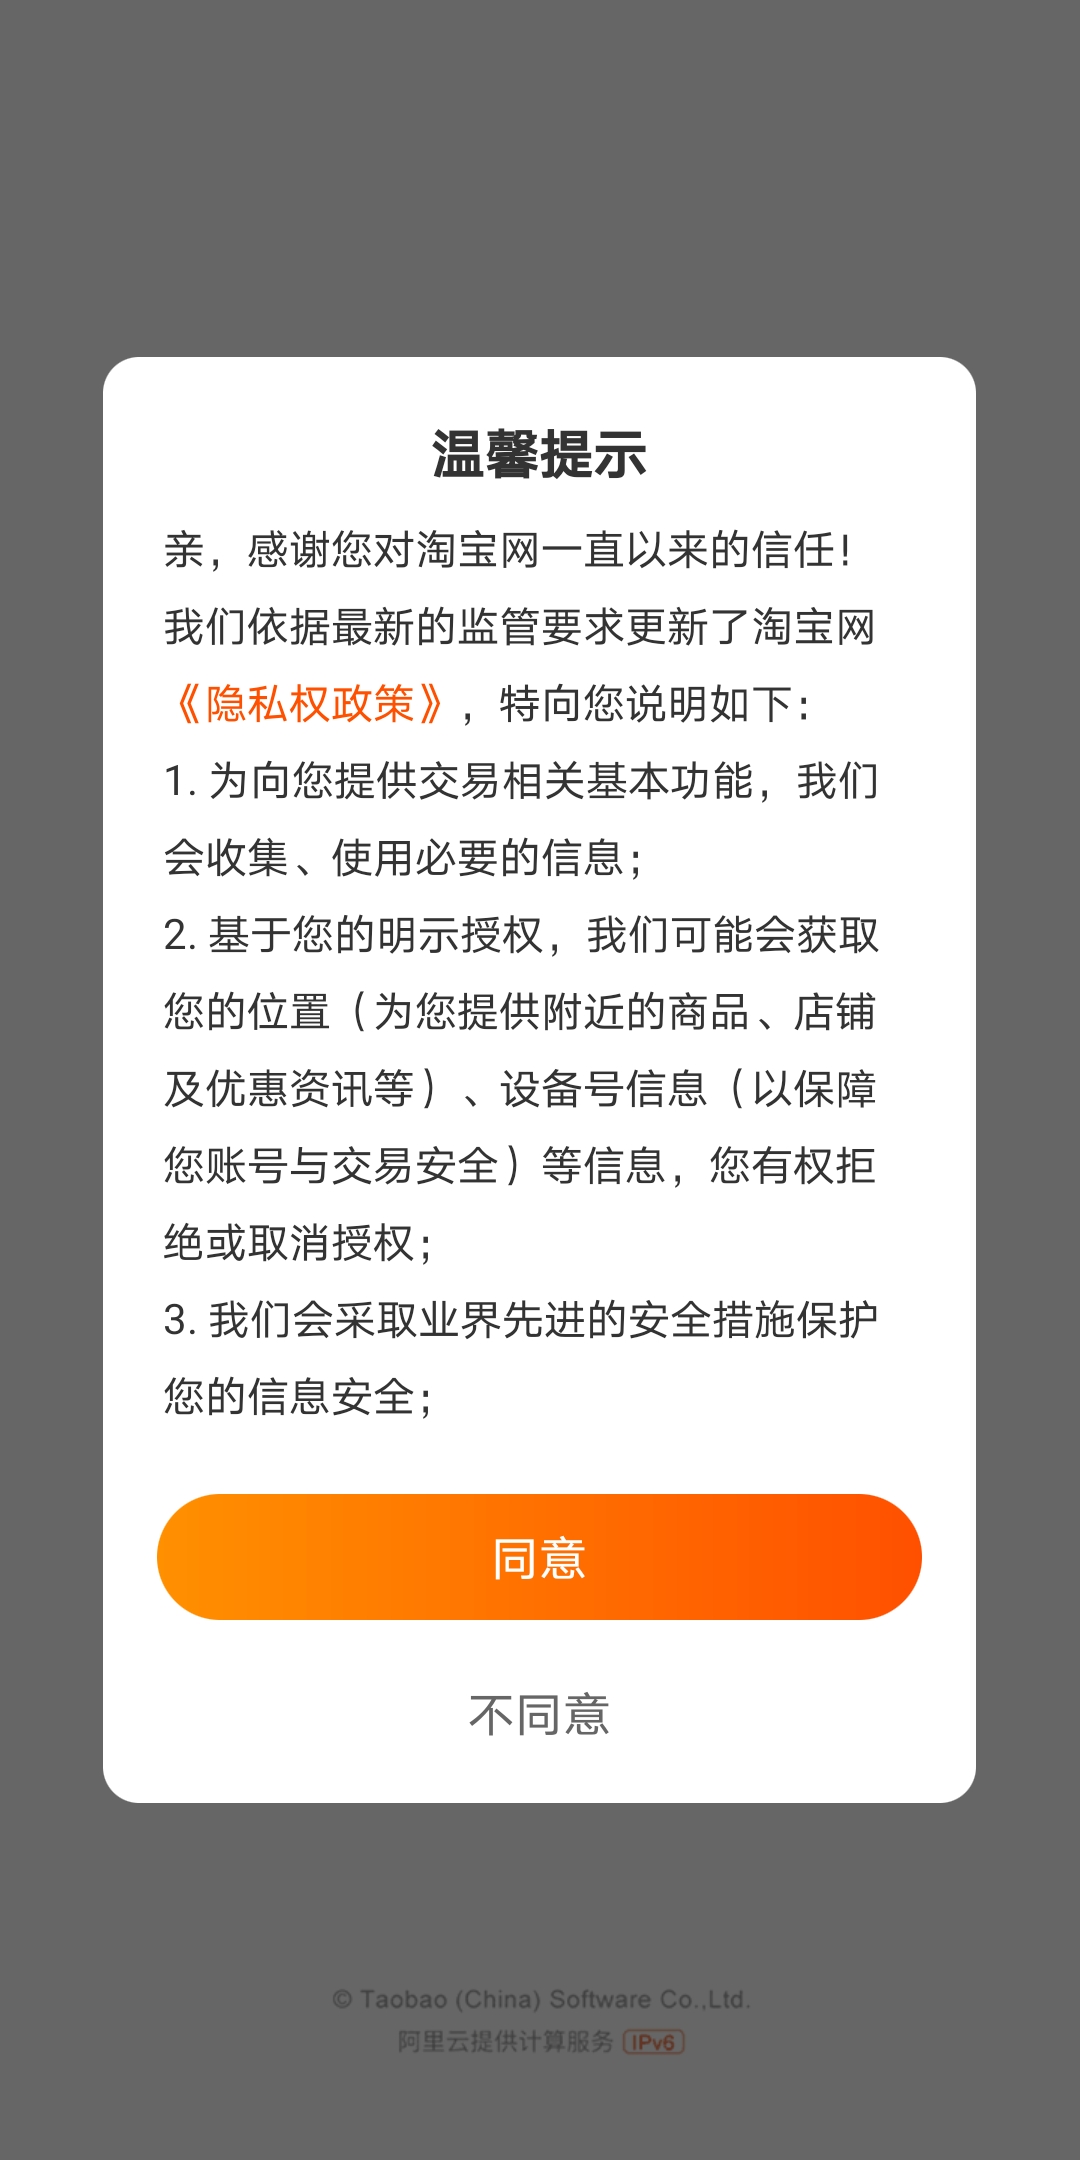 温馨提示
亲，感谢您对淘宝网一直以来的信任！
我们依据最新的监管要求更新了淘宝网
《隐私权政策》，特向您说明如下：
1. 为向您提供交易相关基本功能，我们
会收集、使用必要的信息；
2. 基于您的明示授权，我们可能会获取
您的位置（为您提供附近的商品、店铺
及优惠资讯等）、设备号信息（以保障
您账号与交易安全）等信息，您有权拒
绝或取消授权；
3. 我们会采取业界先进的安全措施保护
您的信息安全；
同意
不同意
© Taobao (China) Software Co.,Ltd.
阿里云提供计算服务 IPv6